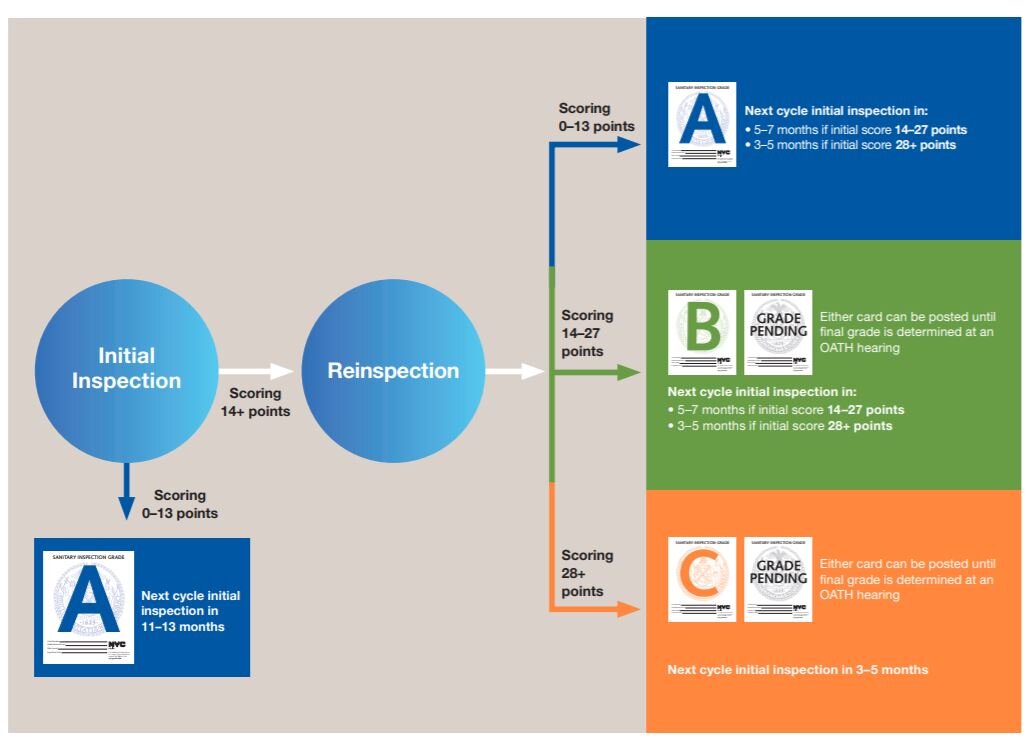 Scoring
0–13 points
SANITARY INSPECTION GRADE
A
NYC
Next cycle initial inspection in:
• 5–7 months if initial score 14–27 points
• 3–5 months if initial score 28+ points
Initial
Inspection
Scoring
14+ points
Reinspection
Scoring
14–27
points
SANITARY INSPECTION GRADE
B
NYC
SANITARY INSPECTION GRADE
GRADE
PENDING
NYC
Either card can be posted until
final grade is determined at an
OATH hearing
Next cycle initial inspection in:
• 5–7 months if initial score 14–27 points
• 3–5 months if initial score 28+ points
Scoring
0–13 points
SANITARY INSPECTION GRADE
A
NYC
Next cycle initial
inspection in
11–13 months
Scoring
28+
points
SANITARY INSPECTION GRADE
C
NYC
SANITARY INSPECTION GRADE
GRADE
PENDING
NYC
Either card can be posted until
final grade is determined at an
OATH hearing
Next cycle initial inspection in 3–5 months